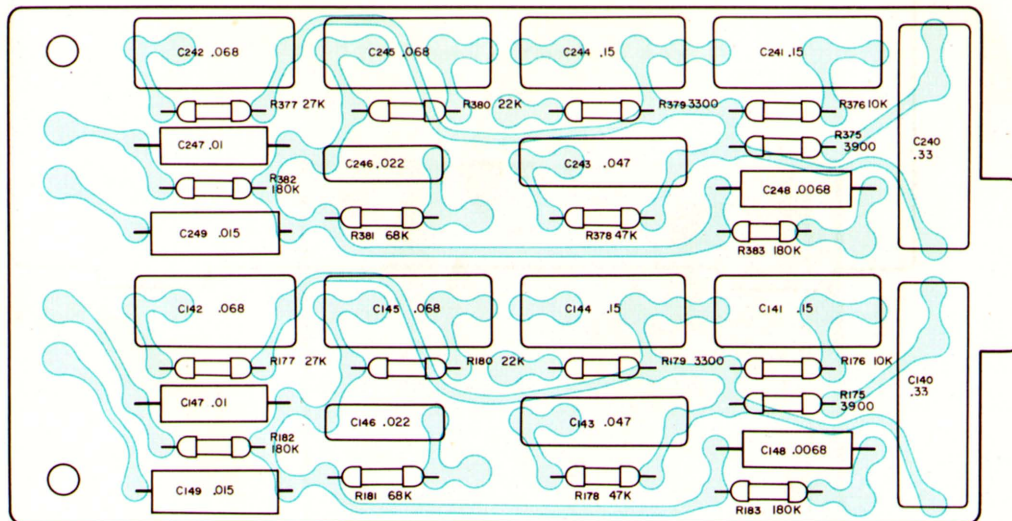 C242 .068
C245 .068
C244 .15
C241 .15
R377 27K
R380 22K
R379 3300
R376 10K
R375
3900
C240
.33
C247 .01
C246 .022
C243 .047
R382
180K
C248 .0068
C249 .015
R381 68K
R378 47K
R383 180K
C142 .068
C145 .068
C144 .15
C141 .15
R177 27K
R180 22K
R179 3300
R176 10K
R175
3900
C140
.33
C147 .01
C146 .022
C143 .047
R182
180K
C148 .0068
C149 .015
R181 68K
R178 47K
R183 180K